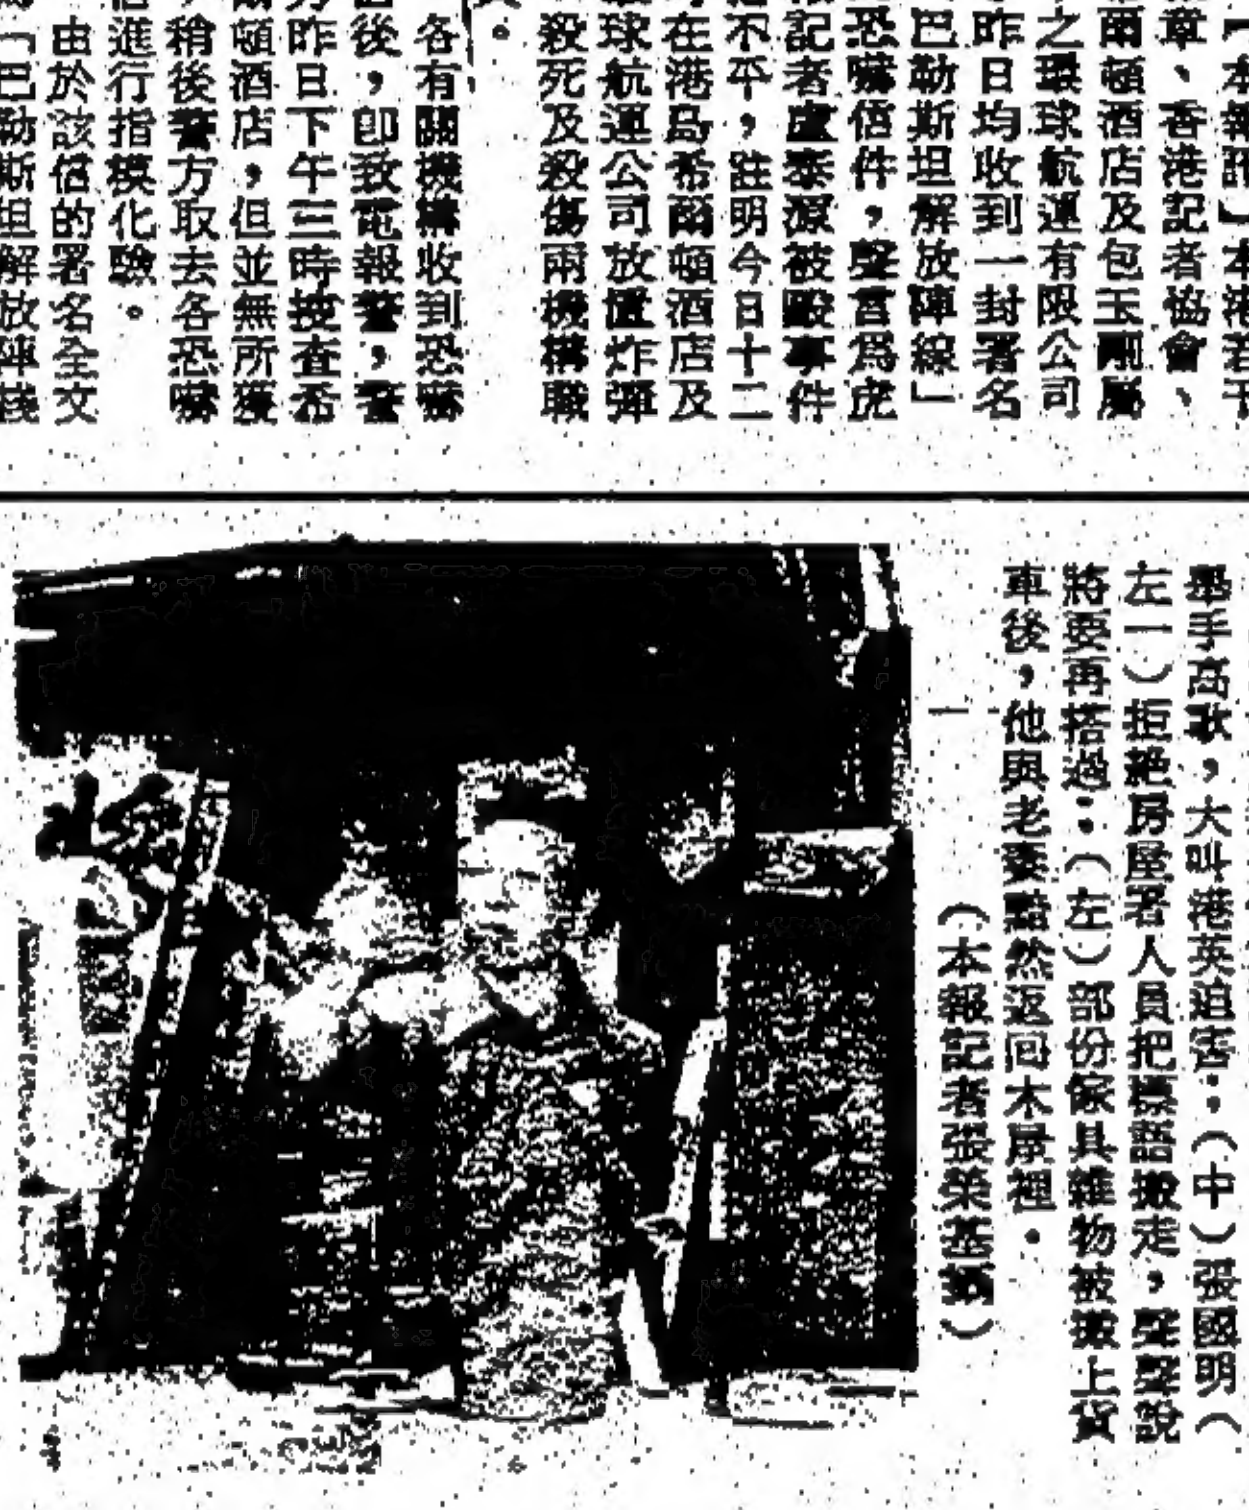 【本報訊】本港若干
章、香港記者協會、
爾頓酒店及包玉剛屬
之環球航運有限公司
昨日均收到一封署名
巴勒斯坦解放陣線」
恐嚇信件，聲言爲虎
報記者盧泰源被毆事件
不平，註明今日十二
在港島希爾頓酒店及
球航運公司放置炸彈
殺死及殺傷兩機構職
。
各有關機構收到恐嚇
後，卽致電報警，警
方昨日下午三時搜查希
頓酒店，但並無所獲
稍後警方取去各恐嚇
信進行指模化驗。
由於該信的署名全文
「巴勒斯坦解放陣綫
舉手高歌，大叫港英迫害。（中）張國明（
左一）拒絕房屋署人員把標語搬走，聲聲說
將要再搭過。（左）部份傢具雜物被搬上貨
車後，他與老妻黯然返回木屋裡。
（本報記者張榮基攝）